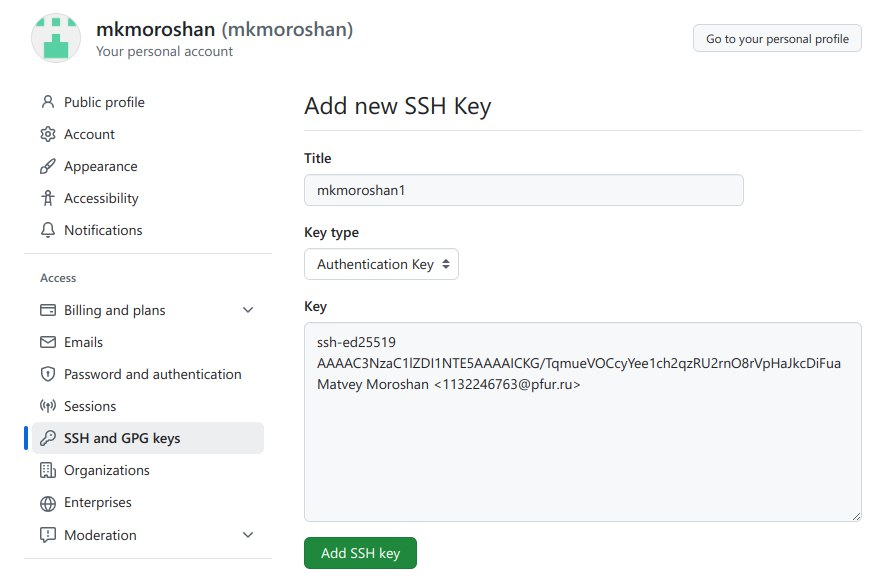 mkmoroshan (mkmoroshan)
Your personal account
Go to your personal profile
Public profile
Account
Appearance
Accessibility
Notifications
Access
Billing and plans
Emails
Password and authentication
Sessions
SSH and GPG keys
Organizations
Enterprises
Moderation
Add new SSH Key
Title
mkmoroshan1
Key type
Authentication Key
Key
ssh-ed25519
AAAAC3NzaC1lZDI1NTE5AAAAICKG/TqmueVOCcyYee1ch2qzRU2rnO8rVpHaJkcDiFua
Matvey Moroshan <1132246763@pfur.ru>
Add SSH key